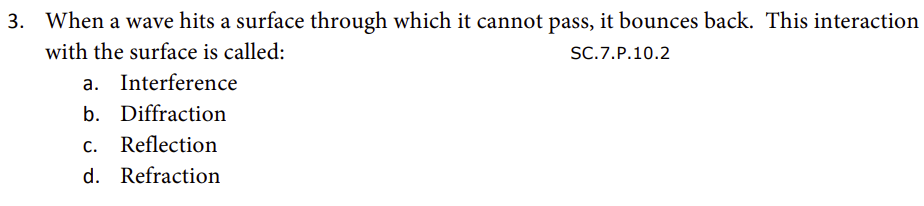 3. When a wave hits a surface through which it cannot pass, it bounces back. This interaction
with the surface is called: SC.7.P.10.2
a. Interference
b. Diffraction
c. Reflection
d. Refraction